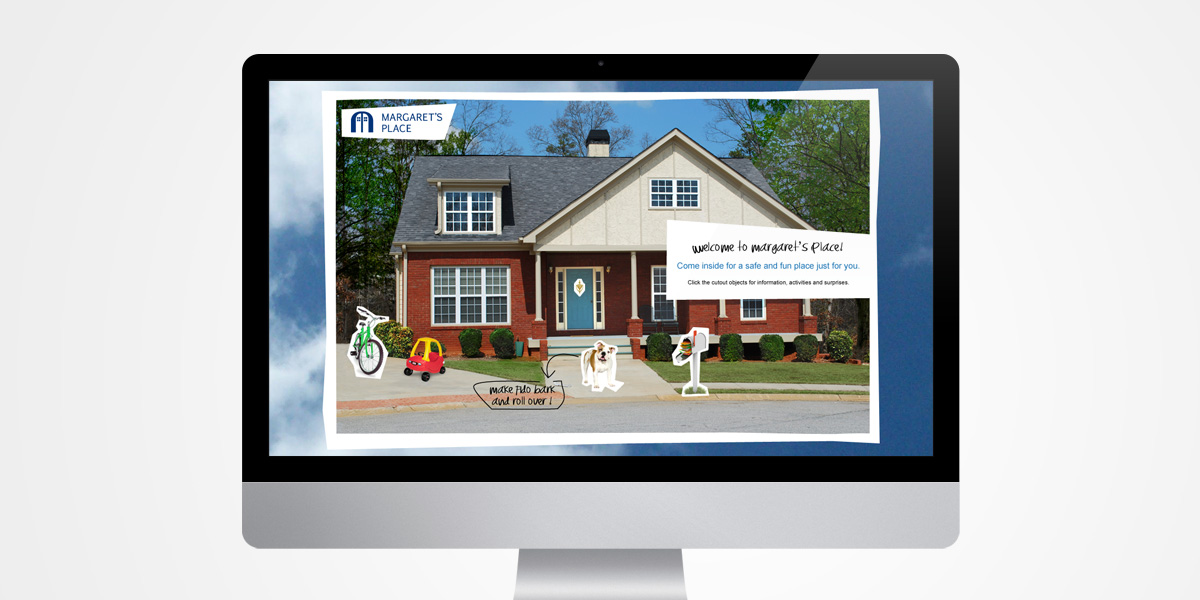 MARGARET'S
PLACE
welcome to margaret's place!
Come inside for a safe and fun place just for you.
Click the cutout objects for information, activities and surprises.
make Fido bark
and roll over!